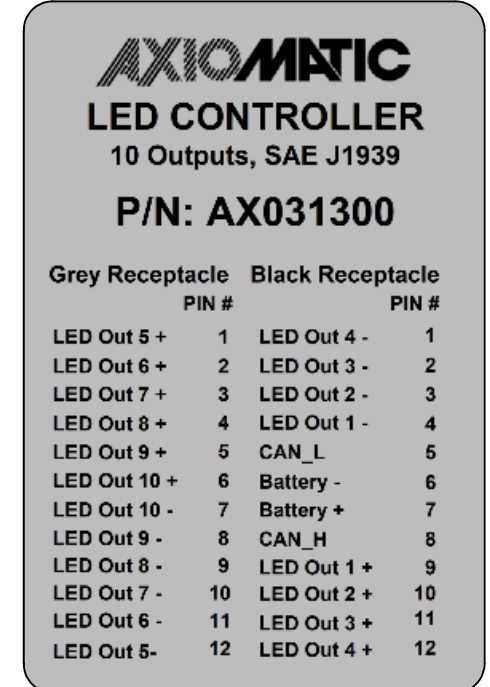 AXIOMATIC
LED CONTROLLER
10 Outputs, SAE J1939
P/N: AX031300
Grey Receptacle Black Receptacle
PIN # PIN #
LED Out 5 + 1 LED Out 4 - 1
LED Out 6 + 2 LED Out 3 - 2
LED Out 7 + 3 LED Out 2 - 3
LED Out 8 + 4 LED Out 1 - 4
LED Out 9 + 5 CAN_L 5
LED Out 10 + 6 Battery - 6
LED Out 10 - 7 Battery + 7
LED Out 9 - 8 CAN_H 8
LED Out 8 - 9 LED Out 1 + 9
LED Out 7 - 10 LED Out 2 + 10
LED Out 6 - 11 LED Out 3 + 11
LED Out 5- 12 LED Out 4 + 12